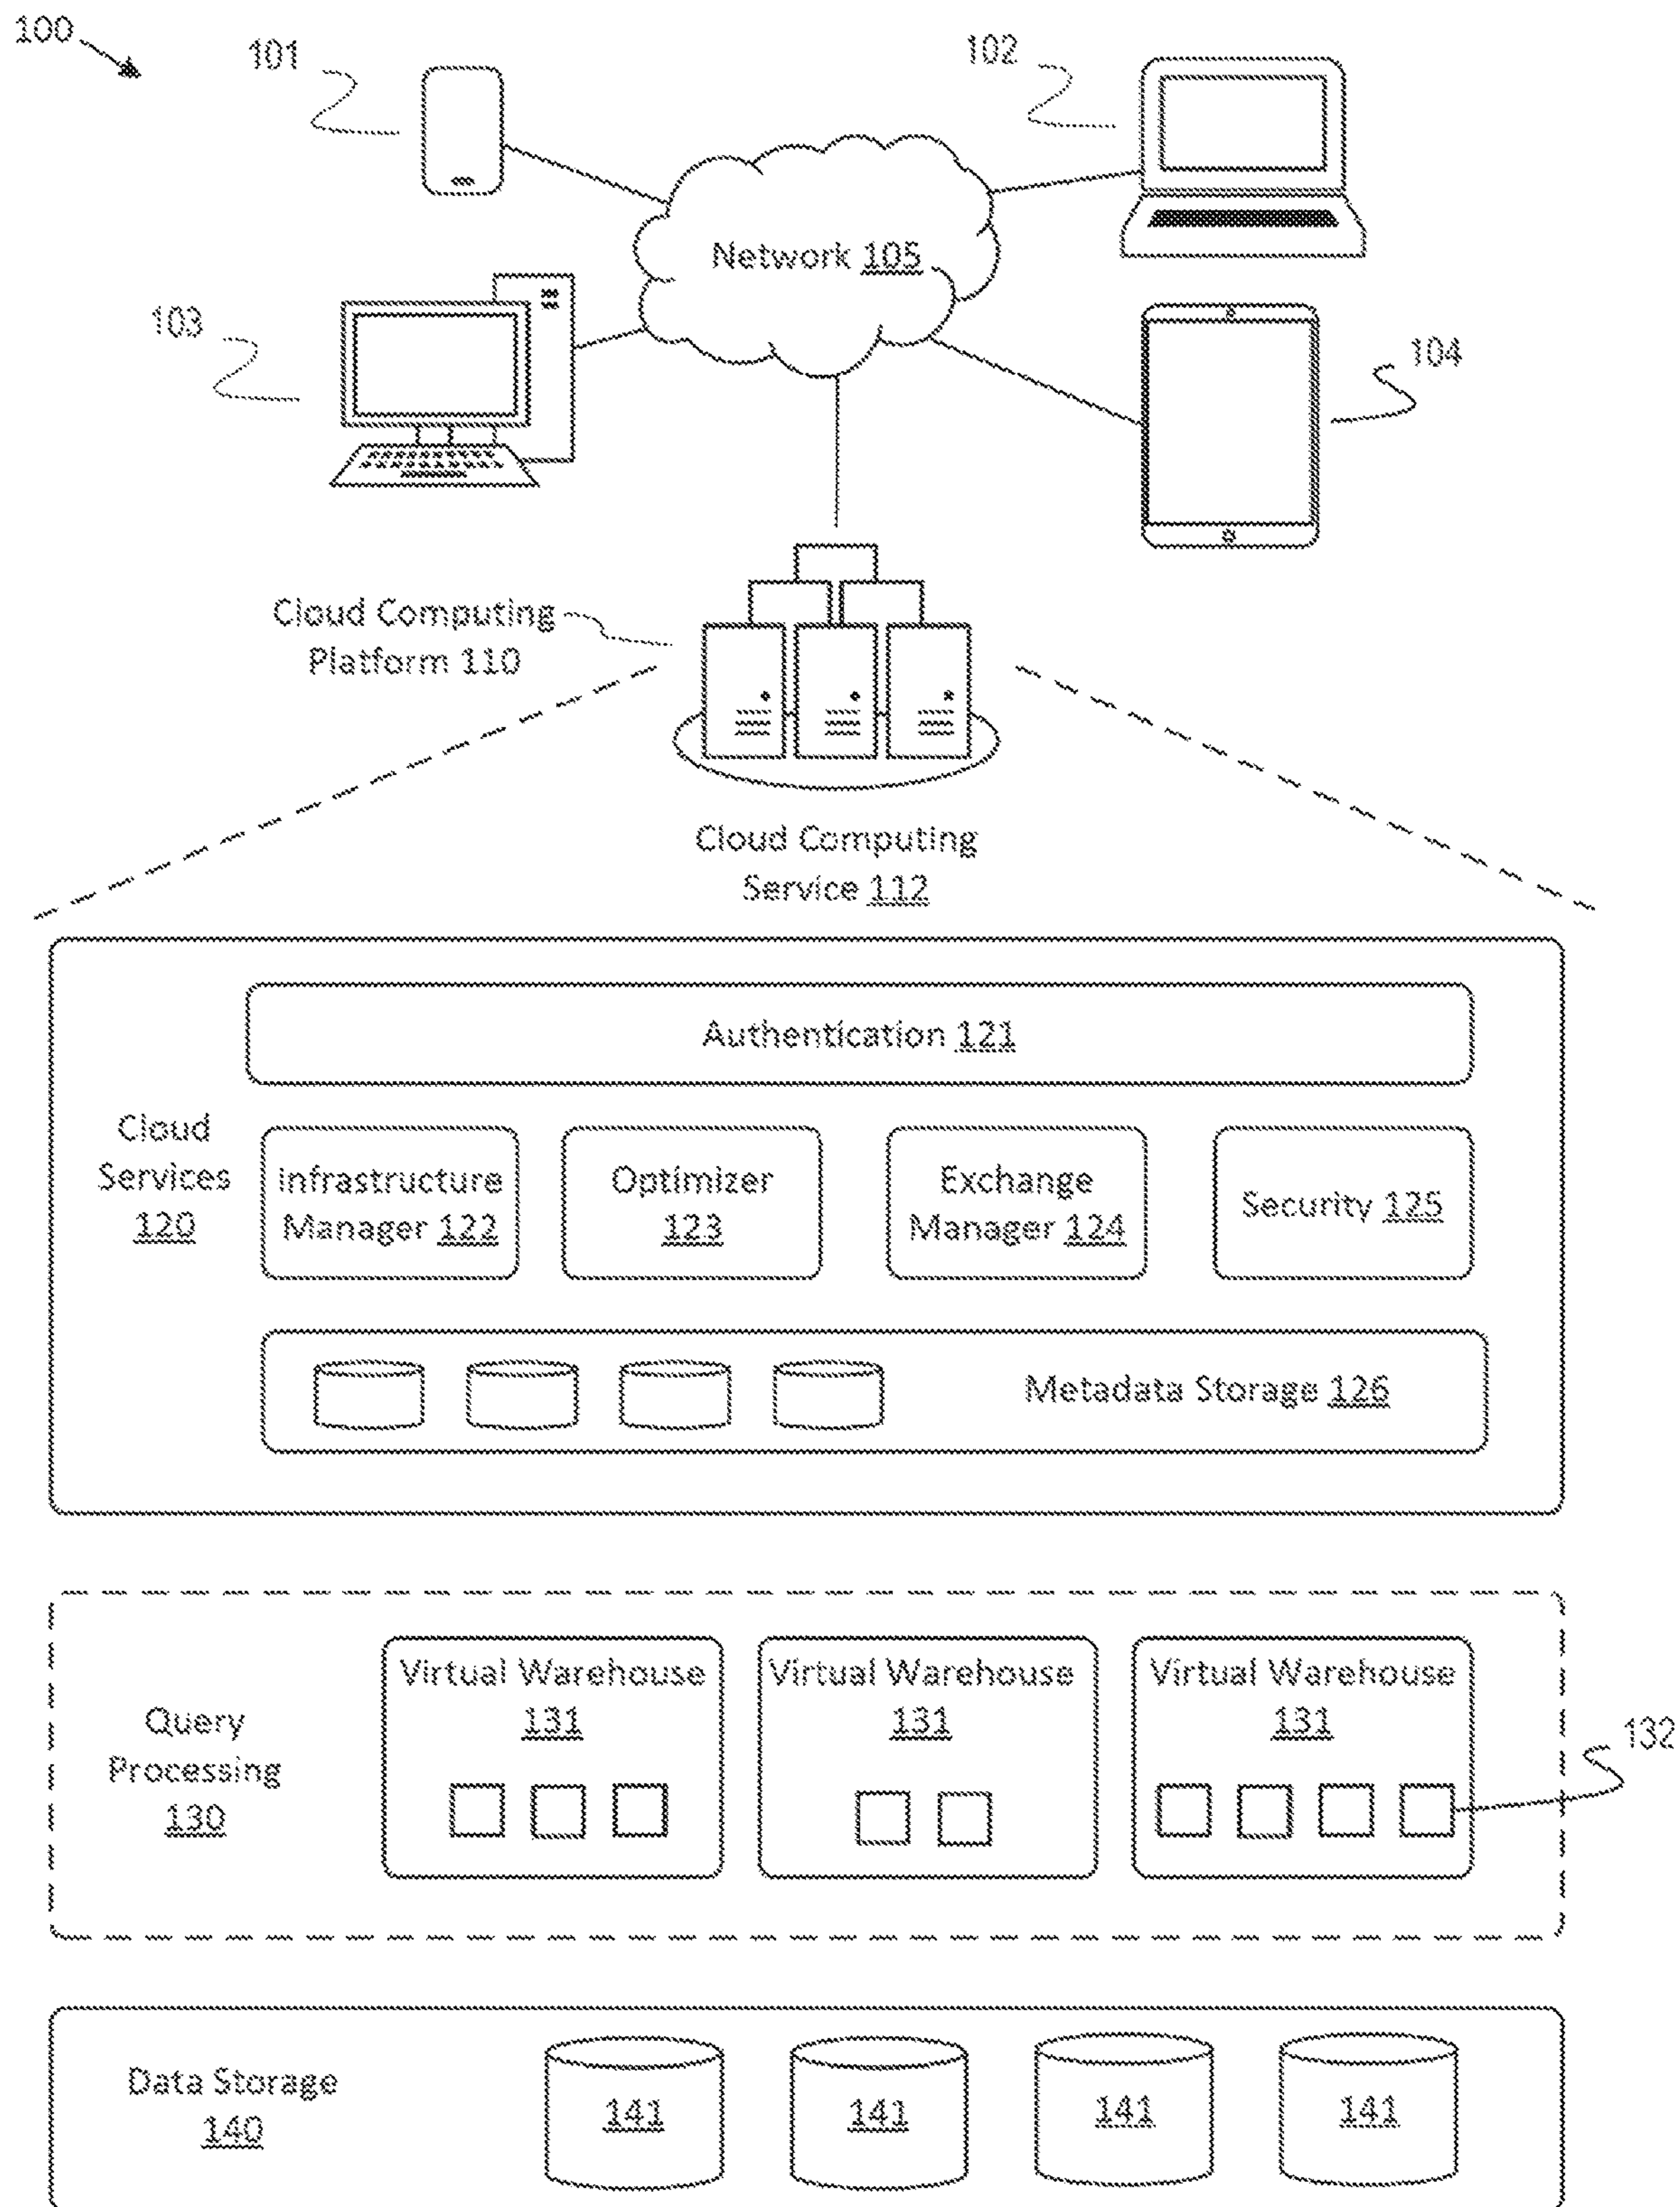 100
101
102
Network 105
103
104
Cloud Computing
Platform 110
Cloud Computing
Service 112
Authentication 121
Cloud
Services
120
Infrastructure
Manager 122
Optimizer
123
Exchange
Manager 124
Security 125
Metadata Storage 126
Query
Processing
130
Virtual Warehouse
131
Virtual Warehouse
131
Virtual Warehouse
131
132
Data Storage
140
141
141
141
141